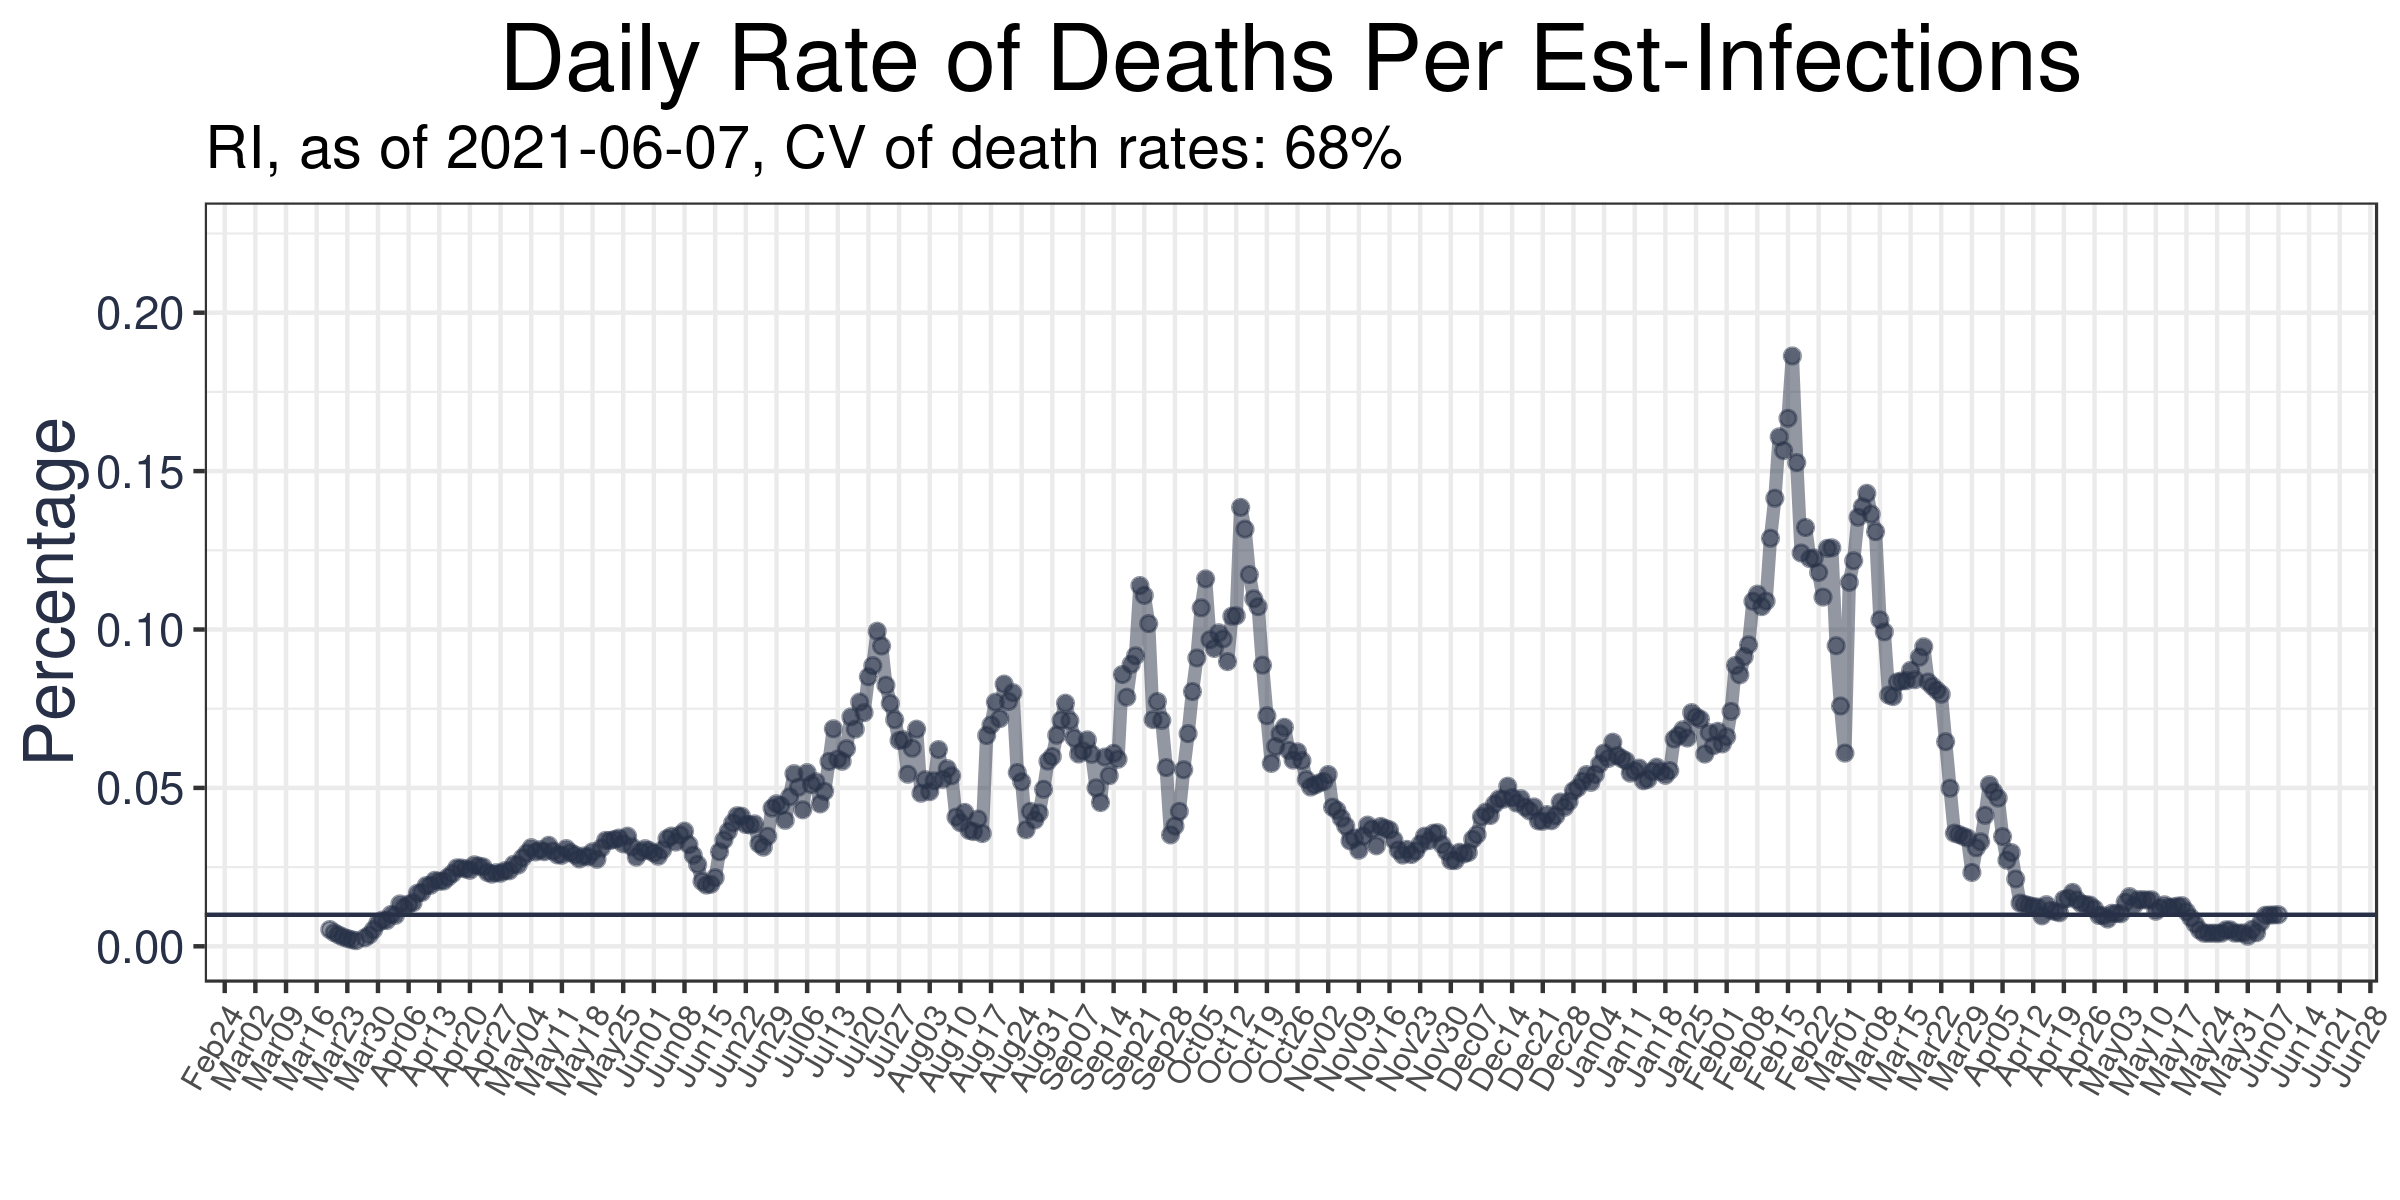 Daily Rate of Deaths Per Est-Infections
RI, as of 2021-06-07, CV of death rates: 68%
Percentage
0.20
0.15
0.10
0.05
0.00
Feb24
Mar02
Mar09
Mar16
Mar23
Mar30
Apr06
Apr13
Apr20
Apr27
May04
May11
May18
May25
Jun01
Jun08
Jun15
Jun22
Jun29
Jul06
Jul13
Jul20
Jul27
Aug03
Aug10
Aug17
Aug24
Aug31
Sep07
Sep14
Sep21
Sep28
Oct05
Oct12
Oct19
Oct26
Nov02
Nov09
Nov16
Nov23
Nov30
Dec07
Dec14
Dec21
Dec28
Jan04
Jan11
Jan18
Jan25
Feb01
Feb08
Feb15
Feb22
Mar01
Mar08
Mar15
Mar22
Mar29
Apr05
Apr12
Apr19
Apr26
May03
May10
May17
May24
May31
Jun07
Jun14
Jun21
Jun28